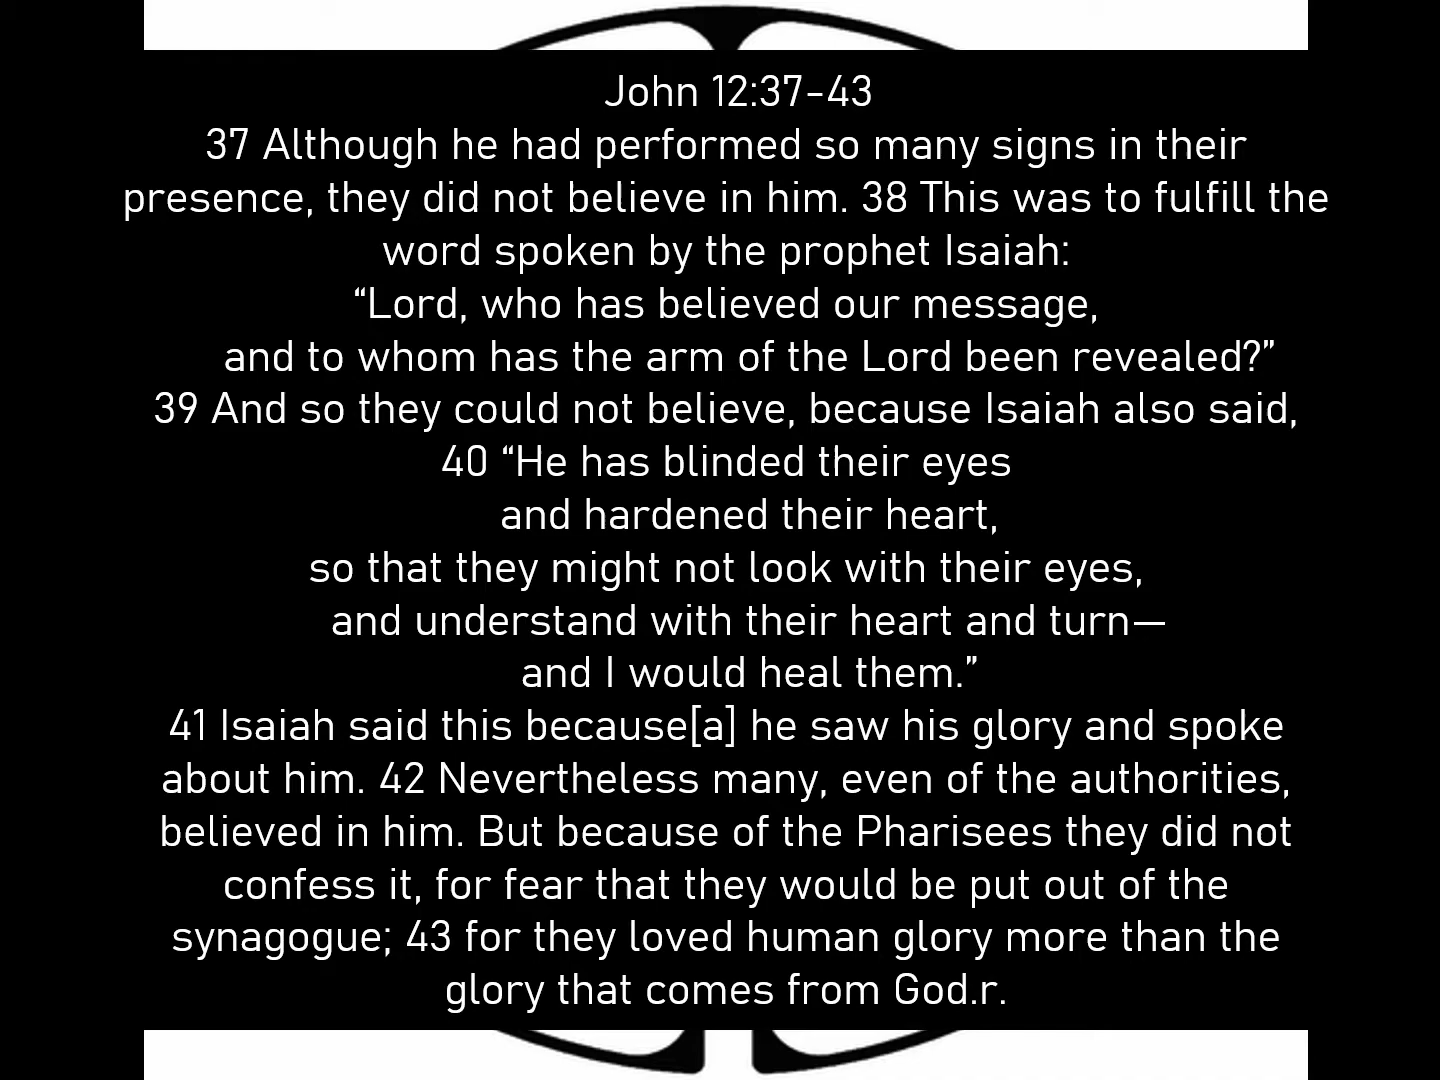 John 12:37-43
37 Although he had performed so many signs in their
presence, they did not believe in him. 38 This was to fulfill the
word spoken by the prophet Isaiah:
“Lord, who has believed our message,
and to whom has the arm of the Lord been revealed?”
39 And so they could not believe, because Isaiah also said,
40 “He has blinded their eyes
and hardened their heart,
so that they might not look with their eyes,
and understand with their heart and turn—
and I would heal them.”
41 Isaiah said this because[a] he saw his glory and spoke
about him. 42 Nevertheless many, even of the authorities,
believed in him. But because of the Pharisees they did not
confess it, for fear that they would be put out of the
synagogue; 43 for they loved human glory more than the
glory that comes from God.r.